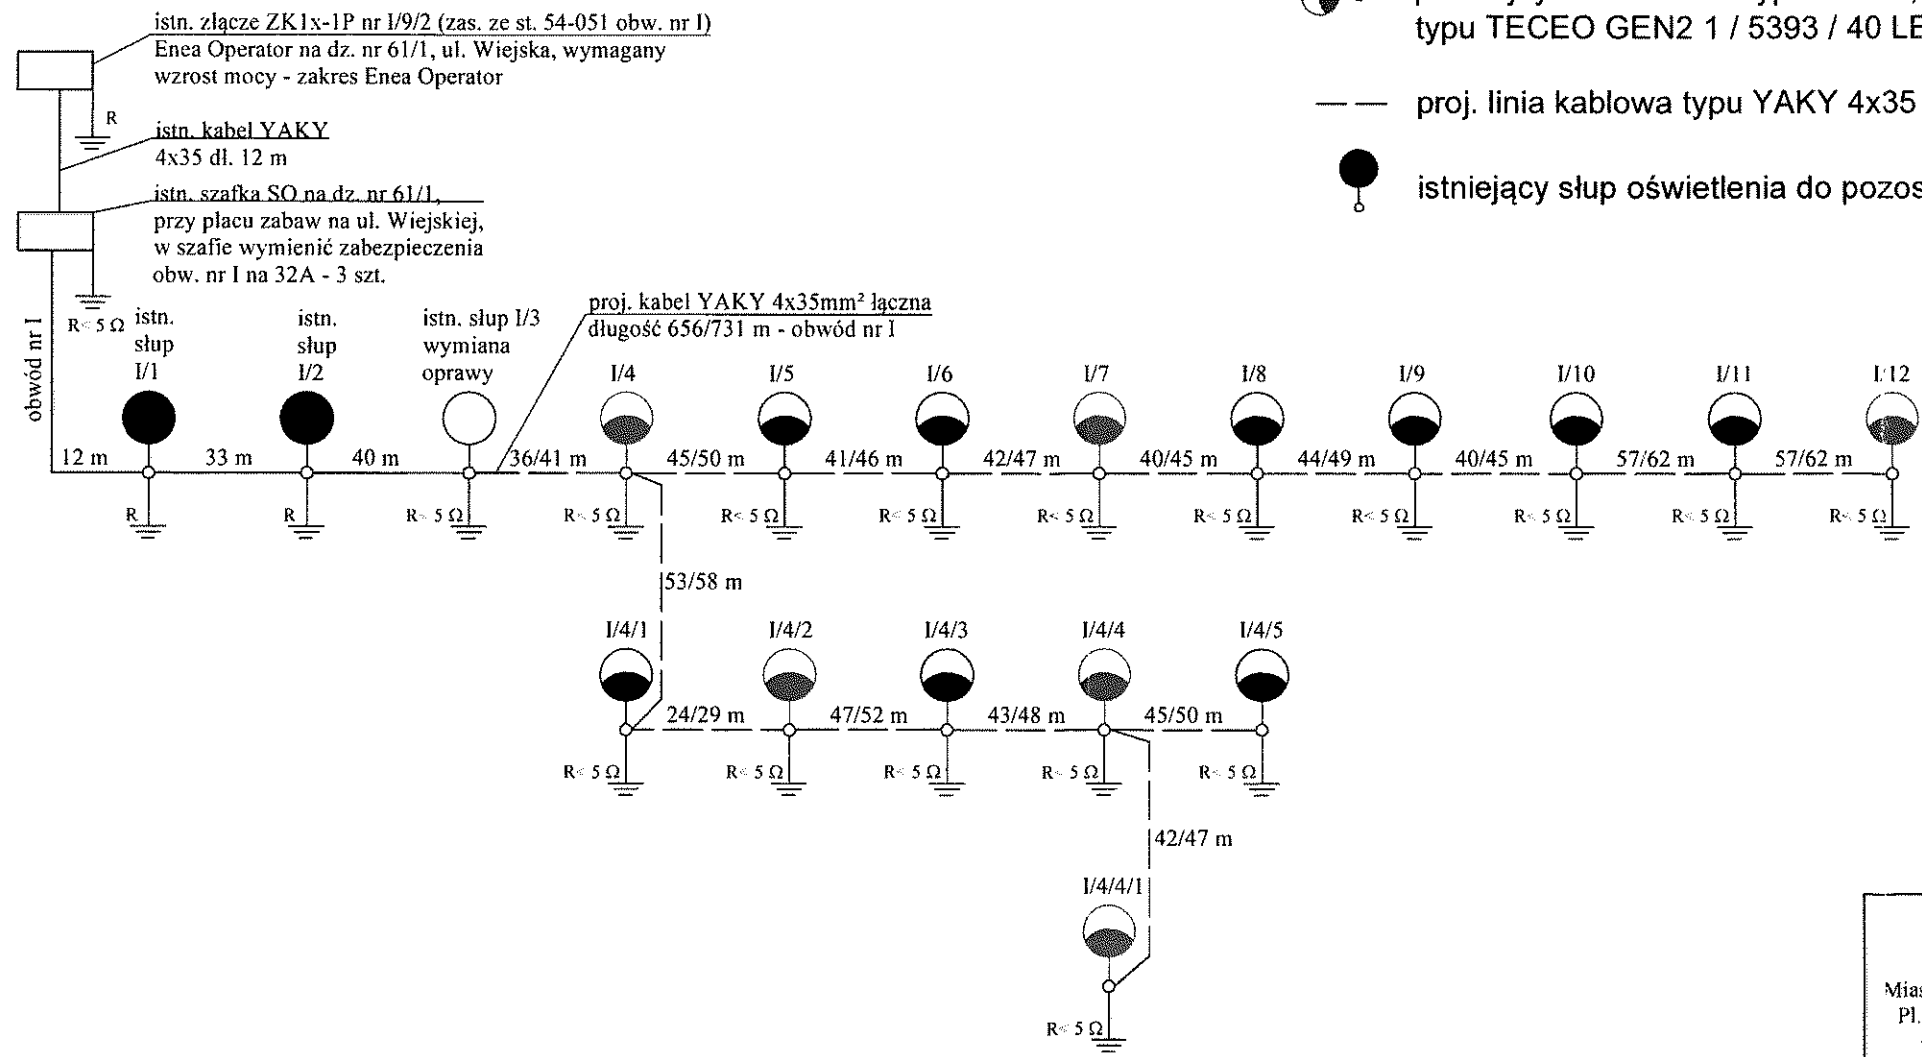 istn. złącze ZK1x-1P nr I/9/2 (zas. ze st. 54-051 obw. nr I)
Enea Operator na dz. nr 61/1, ul. Wiejska, wymagany
wzrost mocy - zakres Enea Operator
R
istn. kabel YAKY
4x35 dł. 12 m
istn. szafka SO na dz. nr 61/1,
przy placu zabaw na ul. Wiejskiej,
w szafie wymienić zabezpieczenia
obw. nr I na 32A - 3 szt.
R< 5 Ω
obwód nr I
typu TECEO GEN2 1 / 5393 / 40 LE
proj. linia kablowa typu YAKY 4x35
istniejący słup oświetlenia do
proj. kabel YAKY 4x35mm² łączna
długość 656/731 m - obwód nr I
istn.
słup
I/1
istn.
słup
I/2
istn. słup I/3
wymiana
oprawy
I/4
I/5
I/6
I/7
I/8
I/9
I/10
I/11
I/12
12 m
33 m
40 m
36/41 m
45/50 m
41/46 m
42/47 m
40/45 m
44/49 m
40/45 m
57/62 m
57/62 m
R
R
R< 5 Ω
R< 5 Ω
R< 5 Ω
R< 5 Ω
R< 5 Ω
R< 5 Ω
R< 5 Ω
R< 5 Ω
R< 5 Ω
R< 5 Ω
53/58 m
I/4/1
I/4/2
I/4/3
I/4/4
I/4/5
24/29 m
47/52 m
43/48 m
45/50 m
R< 5 Ω
R< 5 Ω
R< 5 Ω
R< 5 Ω
R< 5 Ω
42/47 m
I/4/4/1
R< 5 Ω
Mias
Pl.